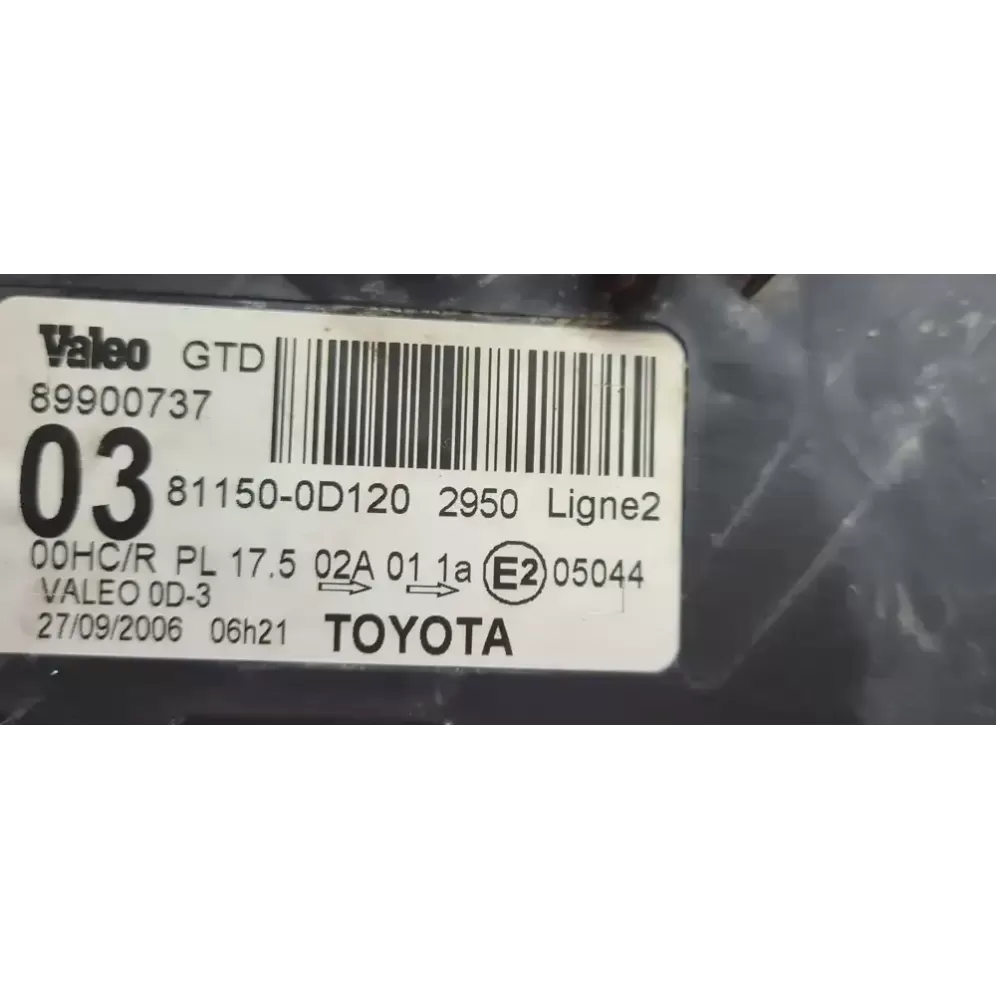 Valeo GTD
89900737
03 81150-0D120 2950 Ligne2
00HC/R PL 17.5 02A 01 1a E2 05044
VALEO 0D-3
27/09/2006 06h21 TOYOTA